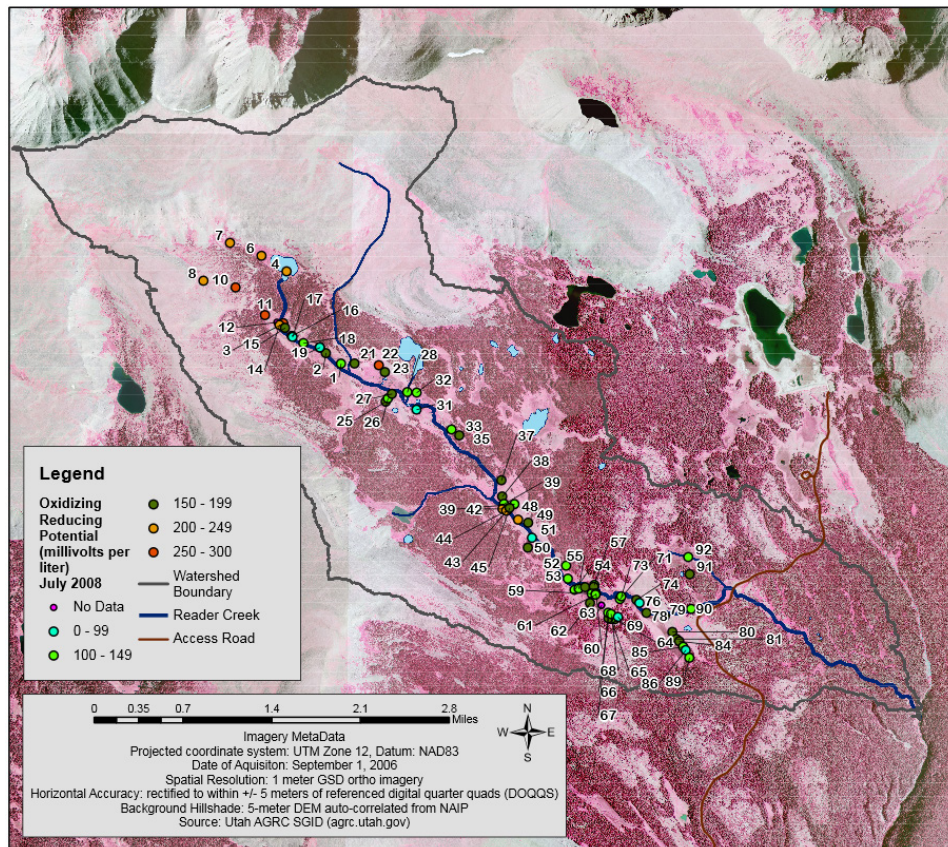 7
6
4
8
10
11
17
16
12
3
15
14
19
18
2
1
21
22
23
28
32
27
25
26
31
33
35
37
38
39
39
42
48
49
44
43
45
51
50
52
55
57
53
54
59
61
62
63
60
68
66
67
65
69
85
86
73
71
92
91
74
76
78
79
90
64
80
84
81
89
Legend
Oxidizing
Reducing
Potential
(millivolts per
liter)
July 2008
No Data
0 - 99
100 - 149
150 - 199
200 - 249
250 - 300
Watershed
Boundary
Reader Creek
Access Road
0 0.35 0.7 1.4 2.1 2.8
Miles
N
W E
S
Imagery MetaData
Projected coordinate system: UTM Zone 12, Datum: NAD83
Date of Aquisiton: September 1, 2006
Spatial Resolution: 1 meter GSD ortho imagery
Horizontal Accuracy: rectified to within +/- 5 meters of referenced digital quarter quads (DOQQS)
Background Hillshade: 5-meter DEM auto-correlated from NAIP
Source: Utah AGRC SGID (agrc.utah.gov)